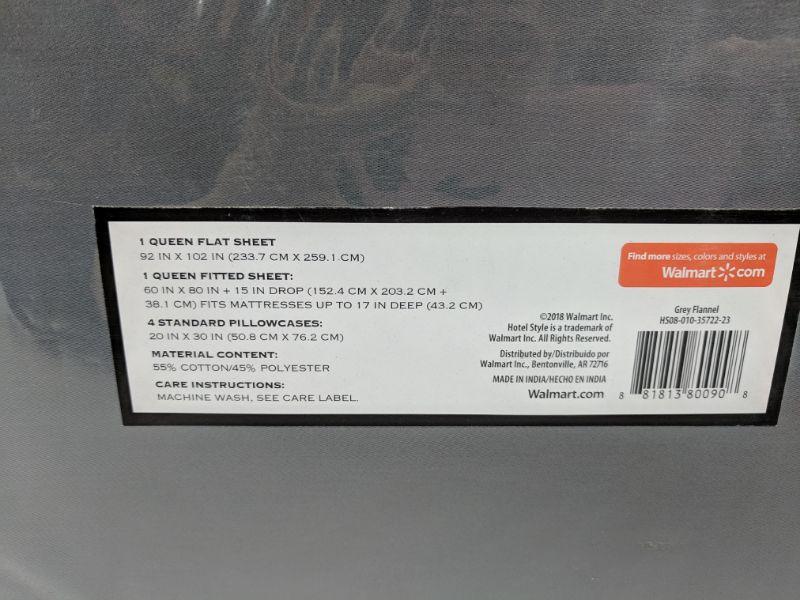 1 QUEEN FLAT SHEET
92 IN X 102 IN (233.7 CM X 259.1 CM)
1 QUEEN FITTED SHEET:
60 IN X 80 IN + 15 IN DROP (152.4 CM X 203.2 CM +
38.1 CM) FITS MATTRESSES UP TO 17 IN DEEP (43.2 CM)
4 STANDARD PILLOWCASES:
20 IN X 30 IN (50.8 CM X 76.2 CM)
MATERIAL CONTENT:
55% COTTON/45% POLYESTER
CARE INSTRUCTIONS:
MACHINE WASH, SEE CARE LABEL.
©2018 Walmart Inc.
Hotel Style is a trademark of
Walmart Inc. All Rights Reserved.
Distributed by/Distribuido por
Walmart Inc., Bentonville, AR 72716
MADE IN INDIA/HECHO EN INDIA
Walmart.com
Find more sizes, colors and styles at
Walmart.com
Grey Flannel
HS08-010-35722-23
8 81813 80090 8